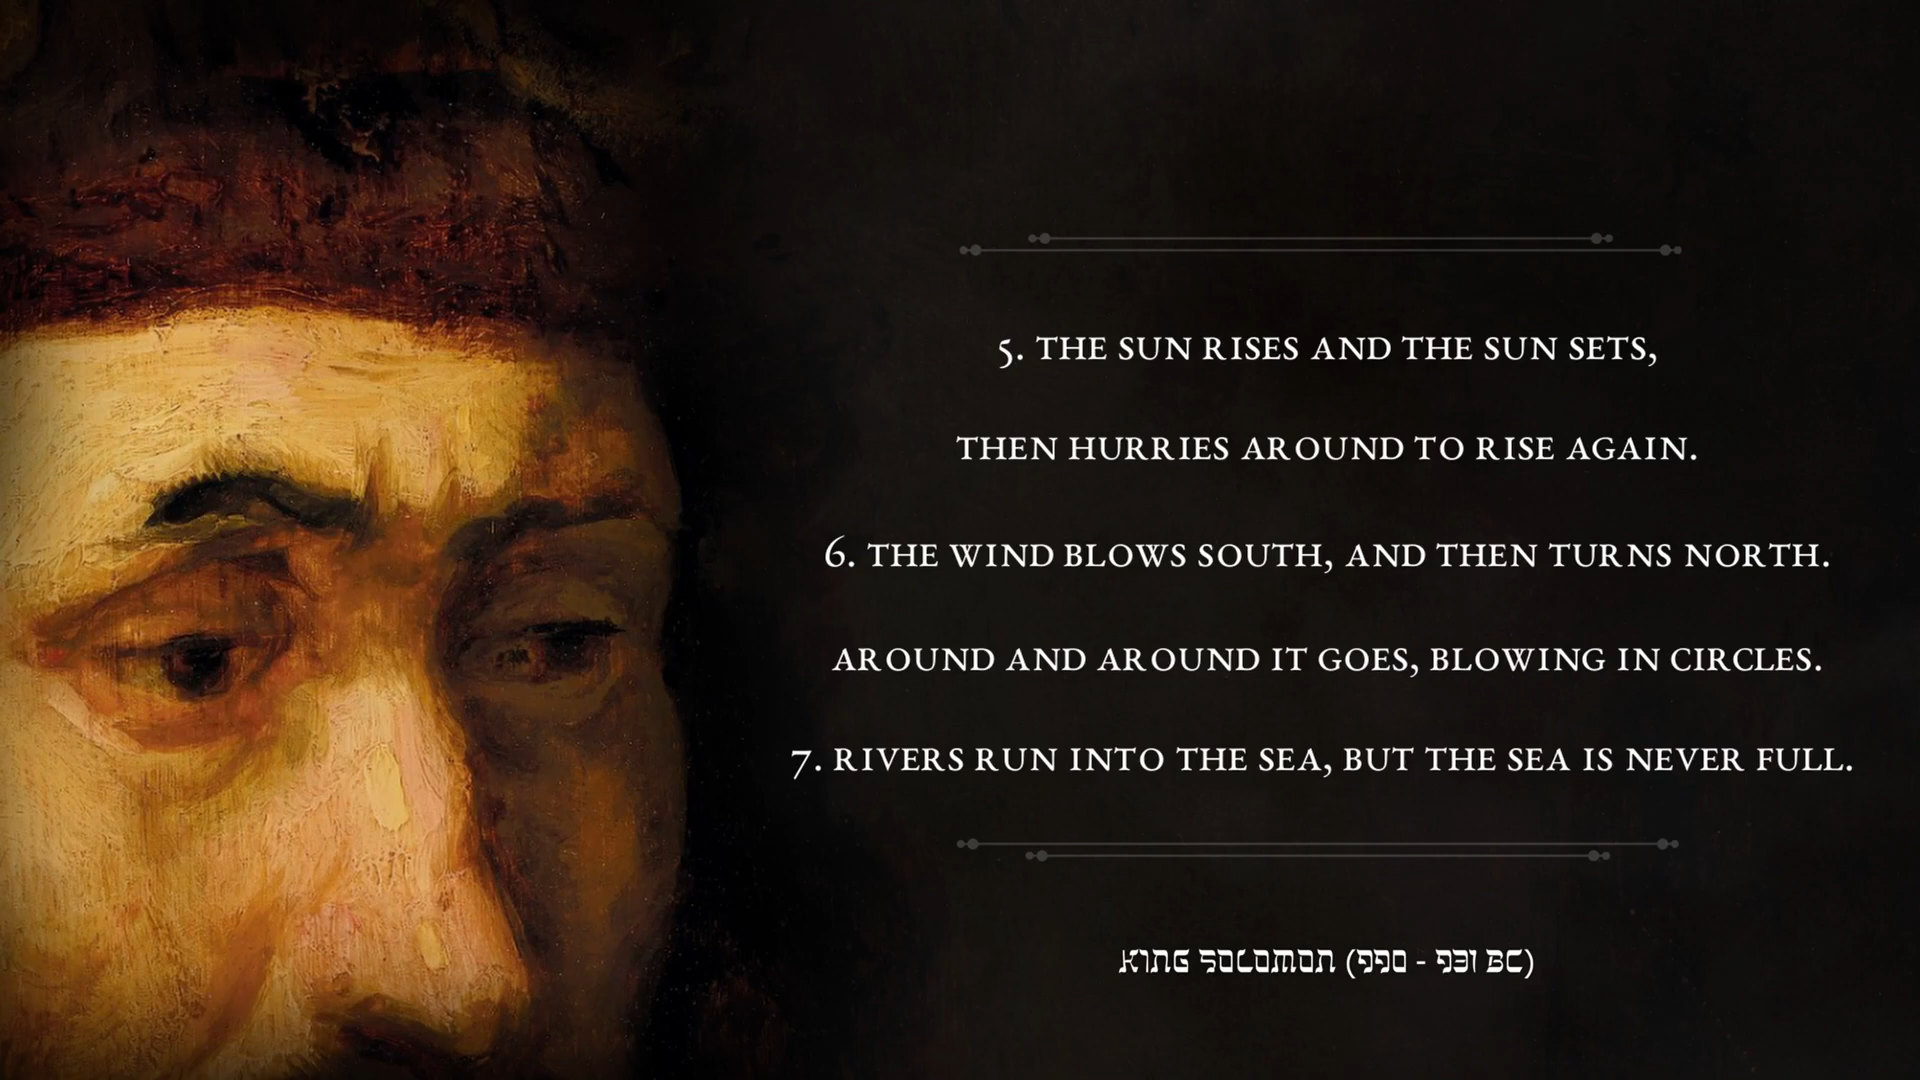 5. THE SUN RISES AND THE SUN SETS,
THEN HURRIES AROUND TO RISE AGAIN.
6. THE WIND BLOWS SOUTH, AND THEN TURNS NORTH.
AROUND AND AROUND IT GOES, BLOWING IN CIRCLES.
7. RIVERS RUN INTO THE SEA, BUT THE SEA IS NEVER FULL.
KING SOLOMON (990 - 931 BC)